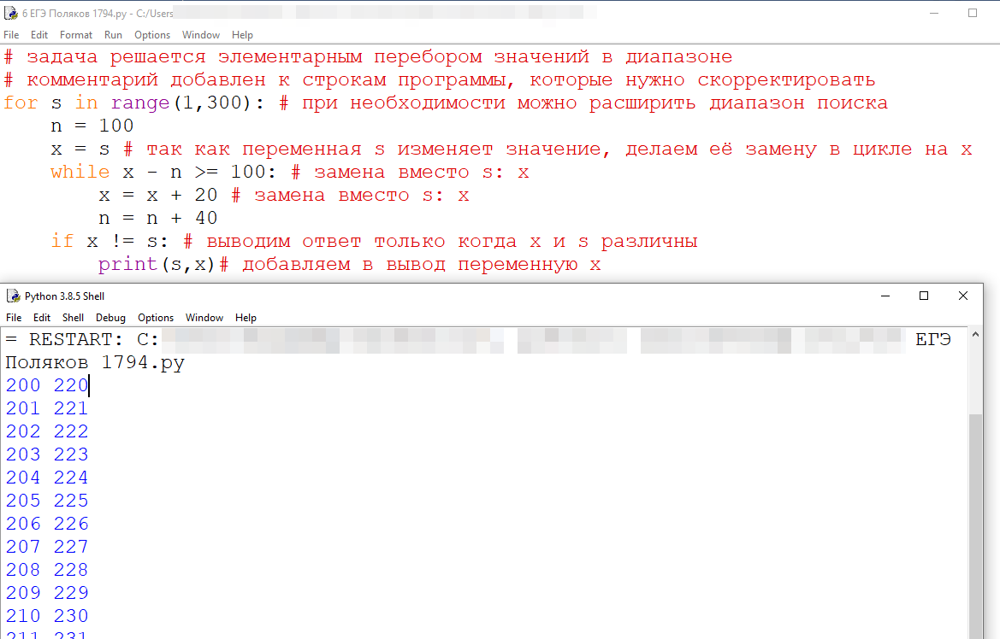 6 ЕГЭ Поляков 1794.py - C:/Users
File Edit Format Run Options Window Help
# задача решается элементарным перебором значений в диапазоне
# комментарий добавлен к строкам программы, которые нужно скорректировать
for s in range(1,300): # при необходимости можно расширить диапазон поиска
    n = 100
    x = s # так как переменная s изменяет значение, делаем её замену в цикле на x
    while x - n >= 100: # замена вместо s: x
        x = x + 20 # замена вместо s: x
        n = n + 40
    if x != s: # выводим ответ только когда x и s различны
        print(s,x)# добавляем в вывод переменную x
Python 3.8.5 Shell
File Edit Shell Debug Options Window Help
= RESTART: C: ЕГЭ
Поляков 1794.py
200 220
201 221
202 222
203 223
204 224
205 225
206 226
207 227
208 228
209 229
210 230
211 231